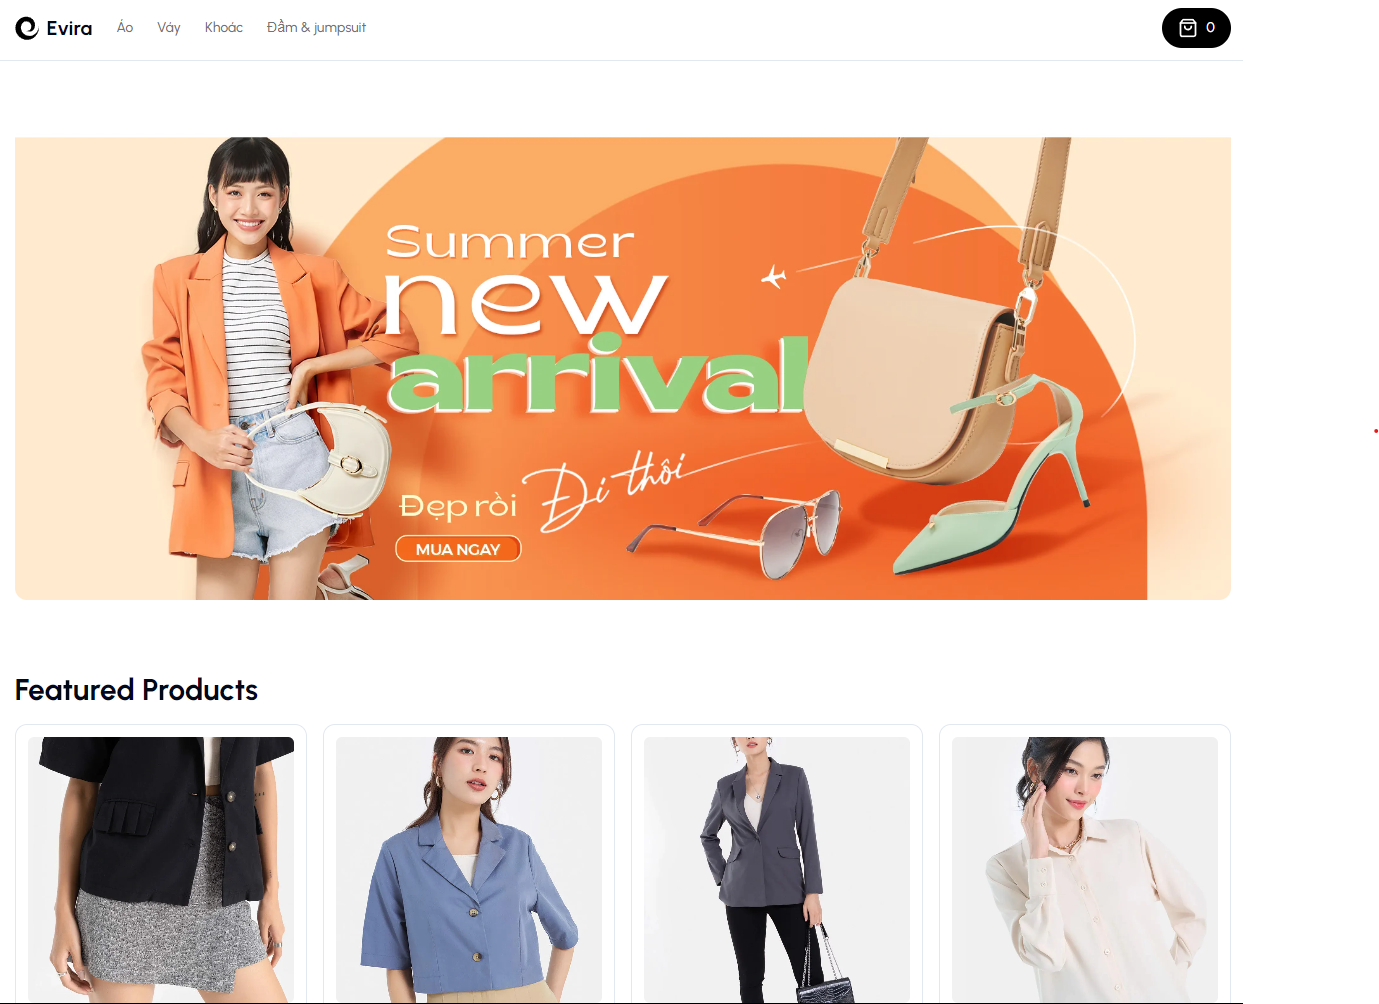 Evira
Áo
Váy
Khoác
Đầm & jumpsuit
0
Summer
new
arrival
Đẹp rồi Đi thôi
MUA NGAY
Featured Products